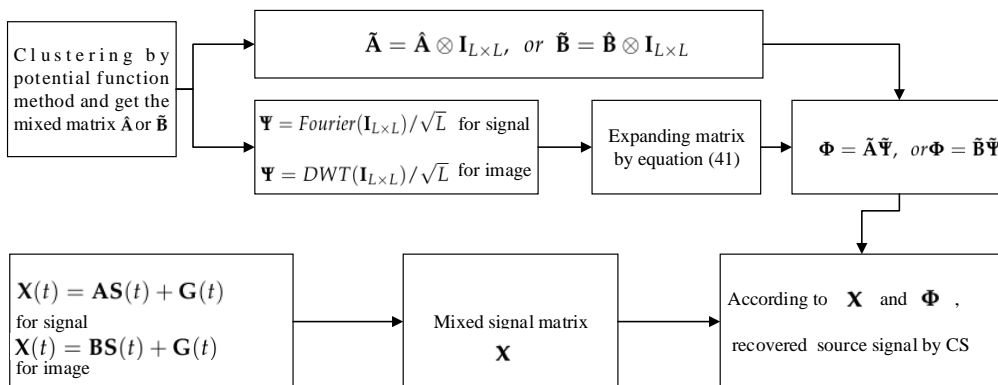 Clustering by
potential function
method and get the
mixed matrix Â or B̃
Ã = Â ⊗ I_{L×L}, or B̃ = B̂ ⊗ I_{L×L}
Ψ = Fourier(I_{L×L})/√L for signal
Ψ = DWT(I_{L×L})/√L for image
Expanding matrix
by equation (41)
Φ = ÃΨ̃, orΦ = B̃Ψ̃
X(t) = AS(t) + G(t)
for signal
X(t) = BS(t) + G(t)
for image
Mixed signal matrix
X
According to X and Φ ,
recovered source signal by CS